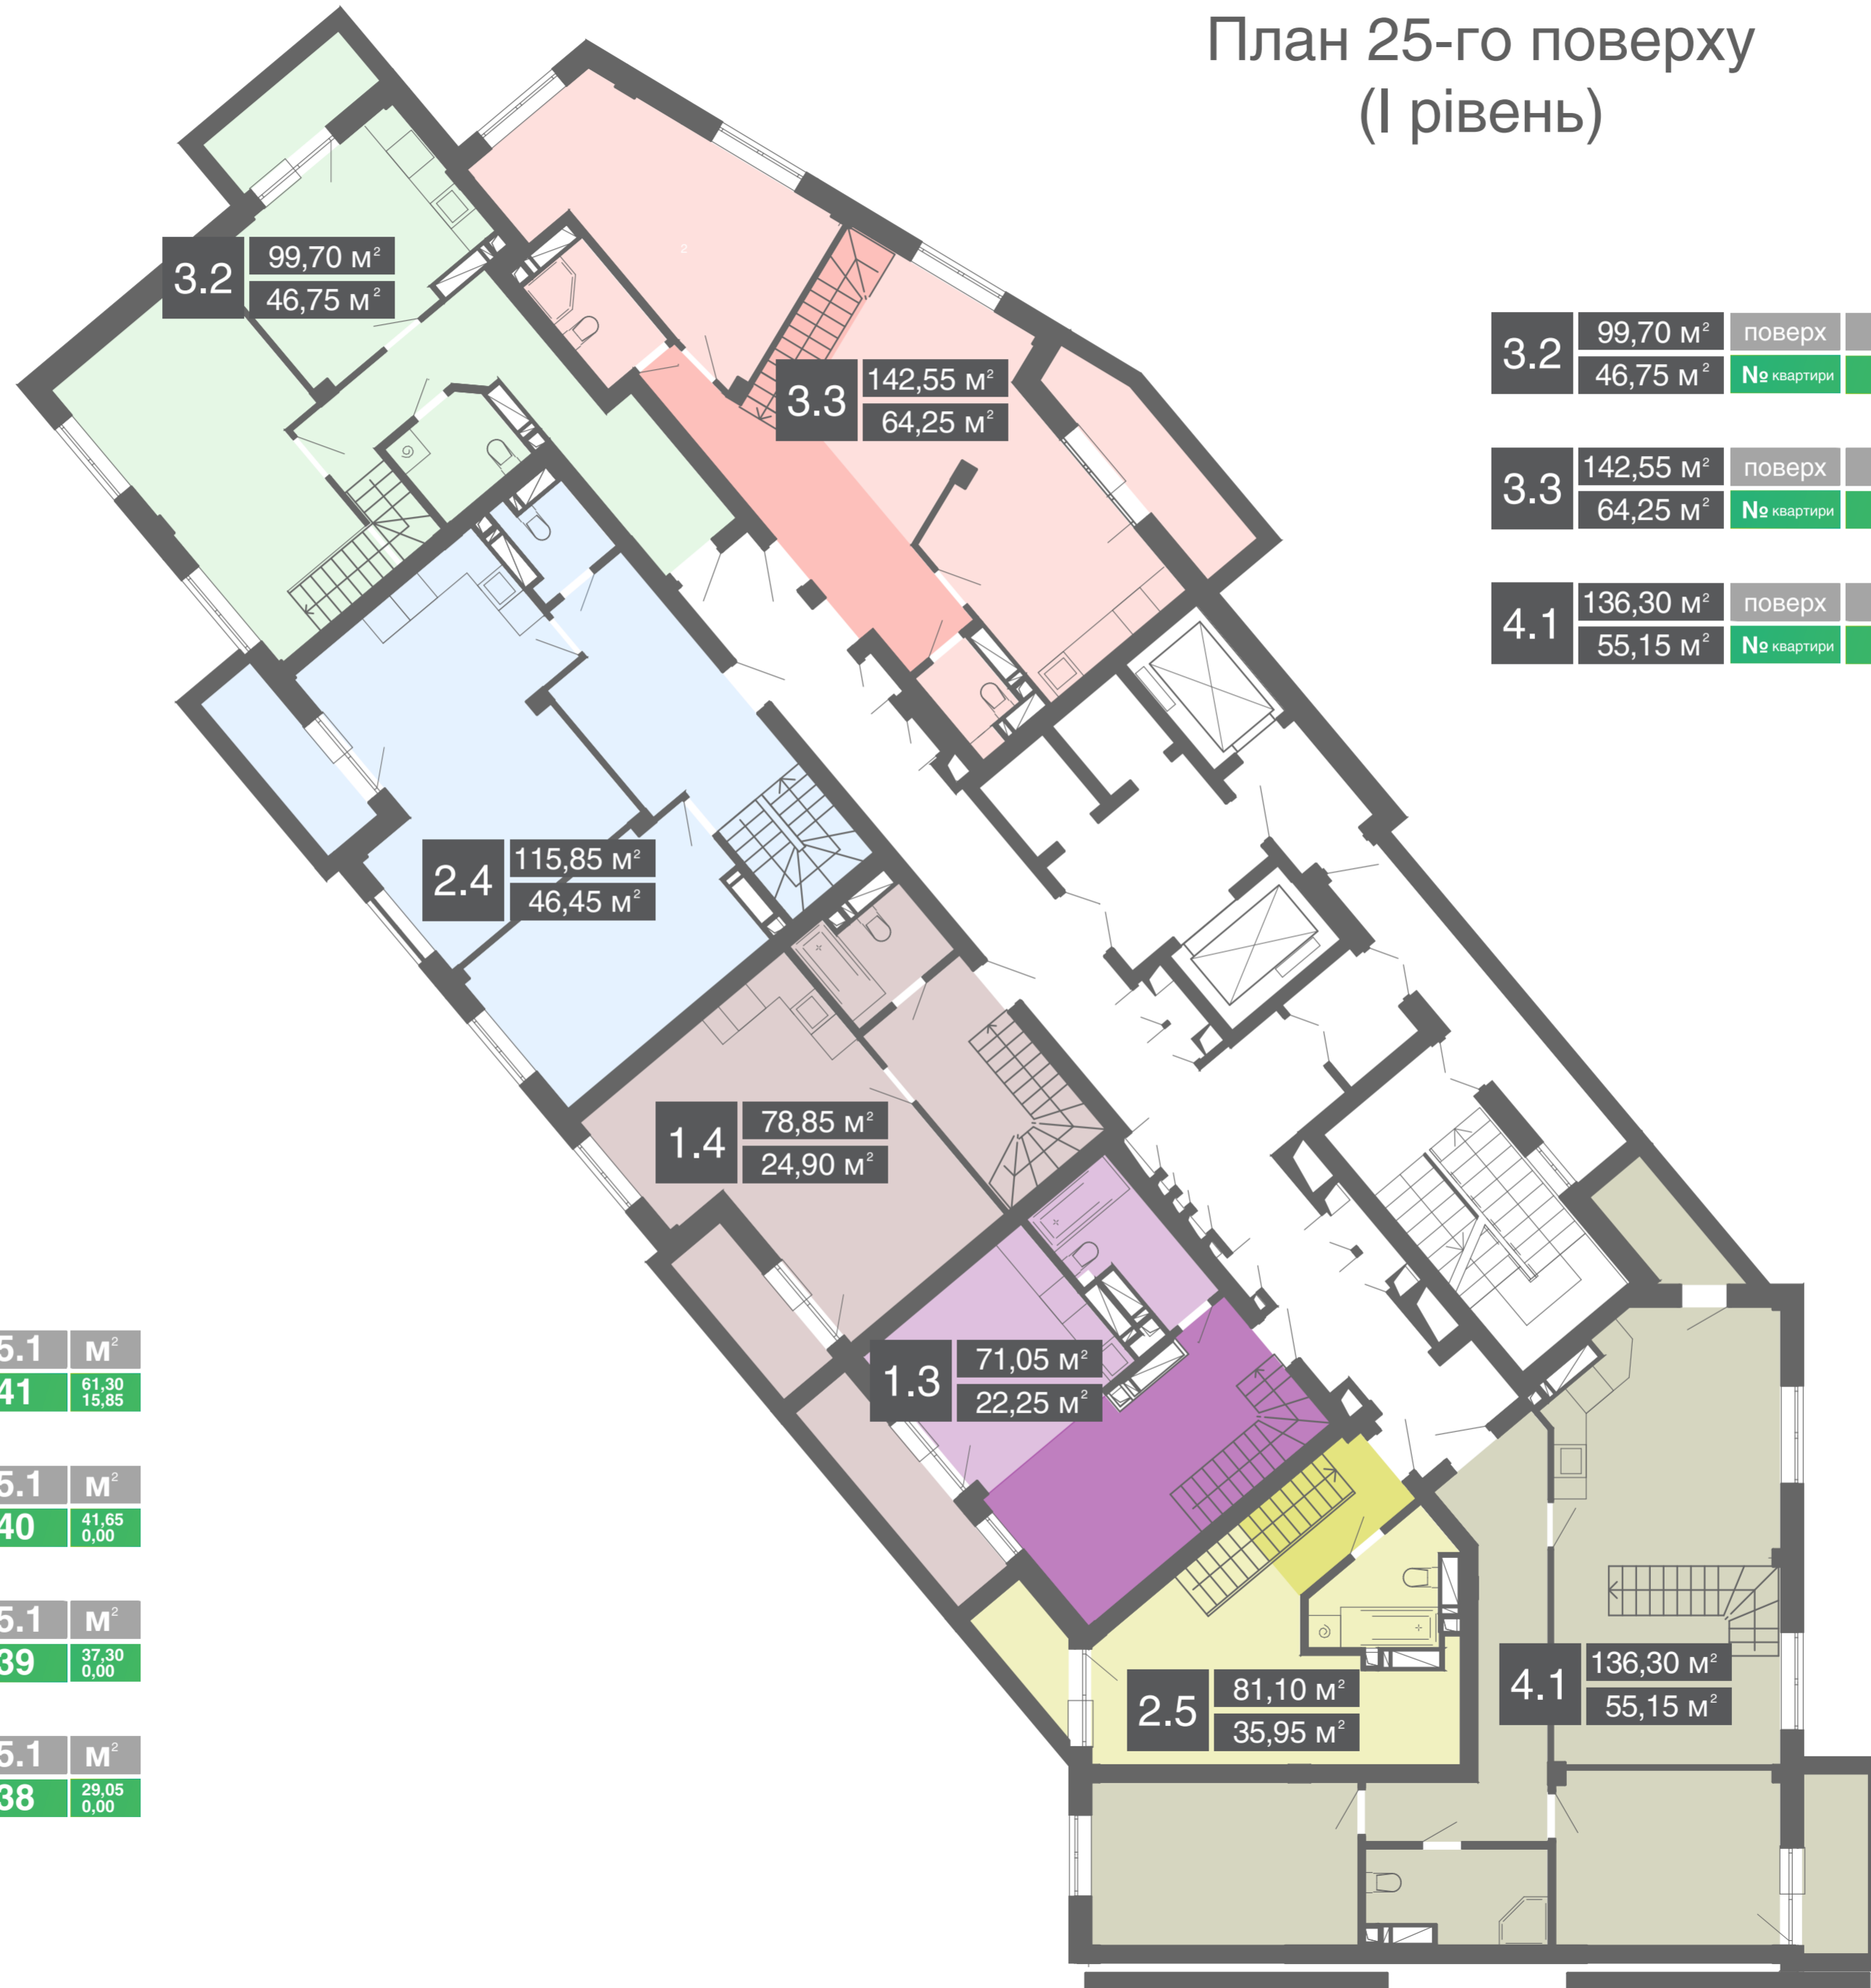 План 25-го поверху
(I рівень)
3.2
99,70 м²
46,75 м²
2
3.3
142,55 м²
64,25 м²
3.2
99,70 м²
46,75 м²
поверх
№ квартири
3.3
142,55 м²
64,25 м²
поверх
№ квартири
4.1
136,30 м²
55,15 м²
поверх
№ квартири
2.4
115,85 м²
46,45 м²
1.4
78,85 м²
24,90 м²
1.3
71,05 м²
22,25 м²
5.1
м²
41
61,30
15,85
5.1
м²
40
41,65
0,00
5.1
м²
39
37,30
0,00
5.1
м²
38
29,05
0,00
2.5
81,10 м²
35,95 м²
4.1
136,30 м²
55,15 м²